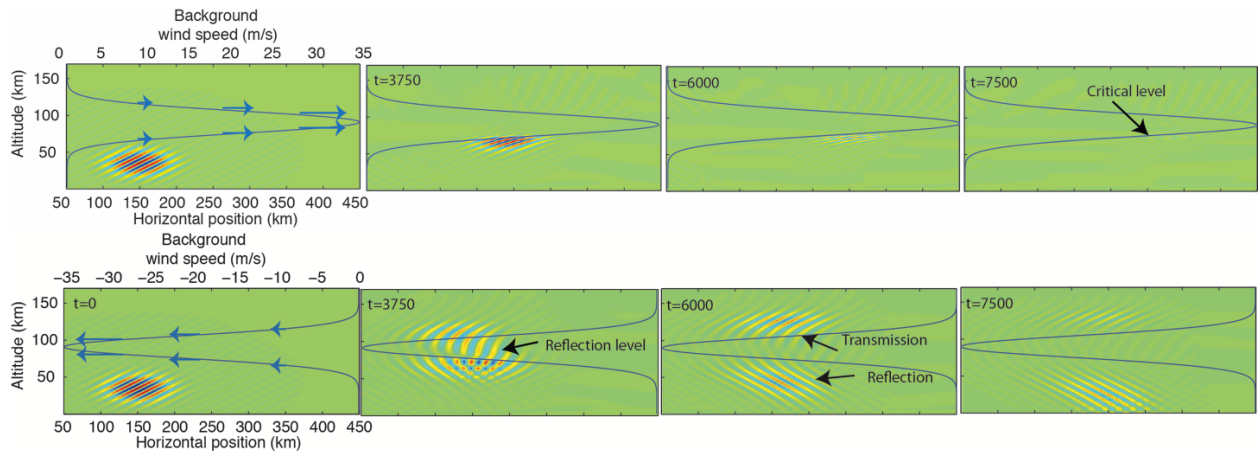 Background
wind speed (m/s)
0 5 10 15 20 25 30 35
Altitude (km)
150
100
50
50 100 150 200 250 300 350 400 450
Horizontal position (km)
t=3750
t=6000
t=7500
Critical level
Background
wind speed (m/s)
−35 −30 −25 −20 −15 −10 −5 0
Altitude (km)
150
100
50
50 100 150 200 250 300 350 400 450
Horizontal position (km)
t=0
t=3750
Reflection level
t=6000
Transmission
Reflection
t=7500